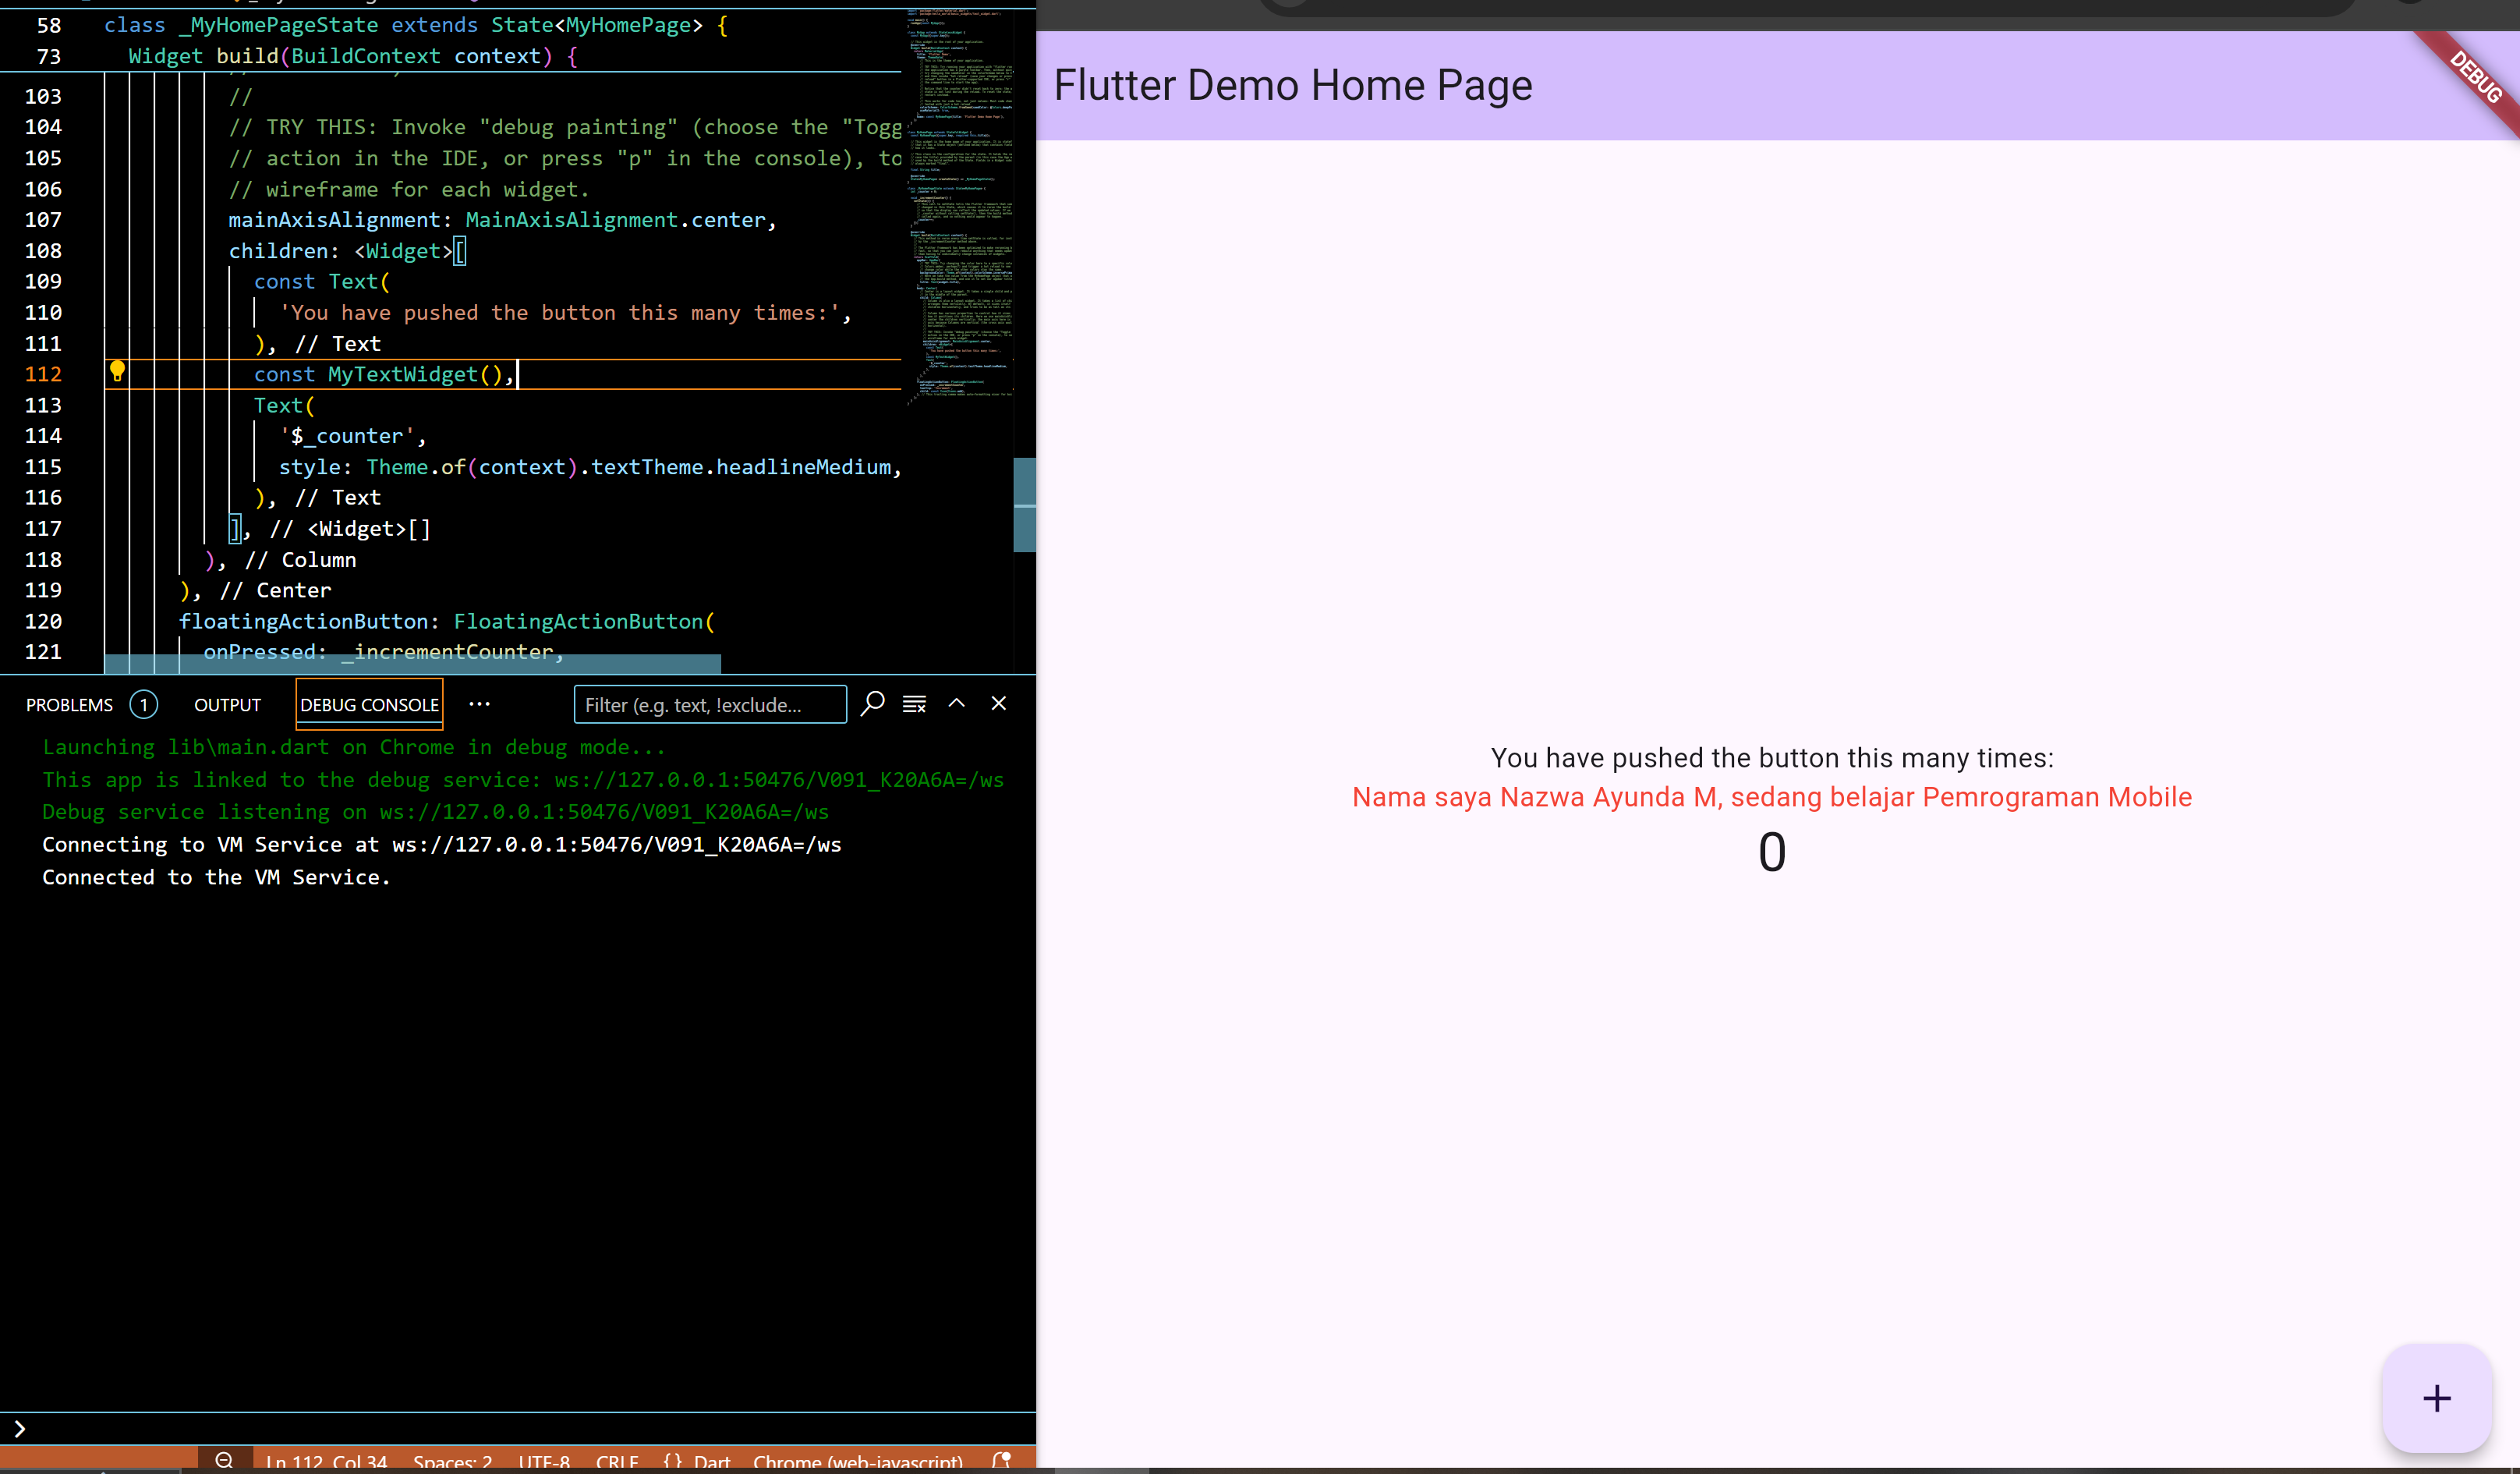 58 class _MyHomePageState extends State<MyHomePage> {
73 Widget build(BuildContext context) {
103 //
104 // TRY THIS: Invoke "debug painting" (choose the "Togg
105 // action in the IDE, or press "p" in the console), to
106 // wireframe for each widget.
107 mainAxisAlignment: MainAxisAlignment.center,
108 children: <Widget>[
109 const Text(
110 'You have pushed the button this many times:',
111 ), // Text
112 const MyTextWidget(),
113 Text(
114 '$_counter',
115 style: Theme.of(context).textTheme.headlineMedium,
116 ), // Text
117 ], // <Widget>[]
118 ), // Column
119 ), // Center
120 floatingActionButton: FloatingActionButton(
121 onPressed: _incrementCounter,
PROBLEMS 1 OUTPUT DEBUG CONSOLE ... Filter (e.g. text, !exclude...
Launching lib\main.dart on Chrome in debug mode...
This app is linked to the debug service: ws://127.0.0.1:50476/V091_K20A6A=/ws
Debug service listening on ws://127.0.0.1:50476/V091_K20A6A=/ws
Connecting to VM Service at ws://127.0.0.1:50476/V091_K20A6A=/ws
Connected to the VM Service.
Ln 112, Col 34 Spaces: 2 UTF-8 CRLF {} Dart Chrome (web-javascript)
Flutter Demo Home Page
DEBUG
You have pushed the button this many times:
Nama saya Nazwa Ayunda M, sedang belajar Pemrograman Mobile
0
+